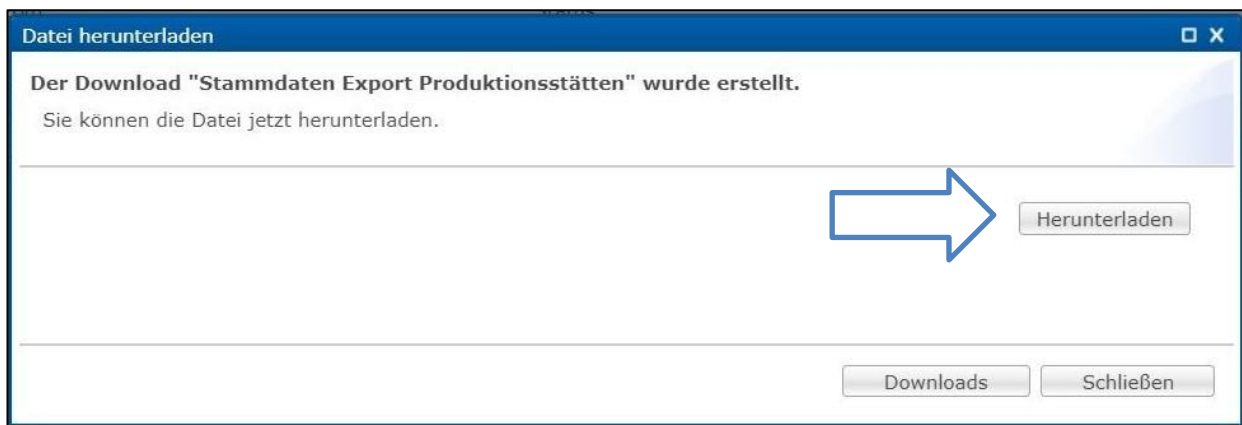 Datei herunterladen
Der Download "Stammdaten Export Produktionsstätten" wurde erstellt.
Sie können die Datei jetzt herunterladen.
Herunterladen
Downloads Schließen